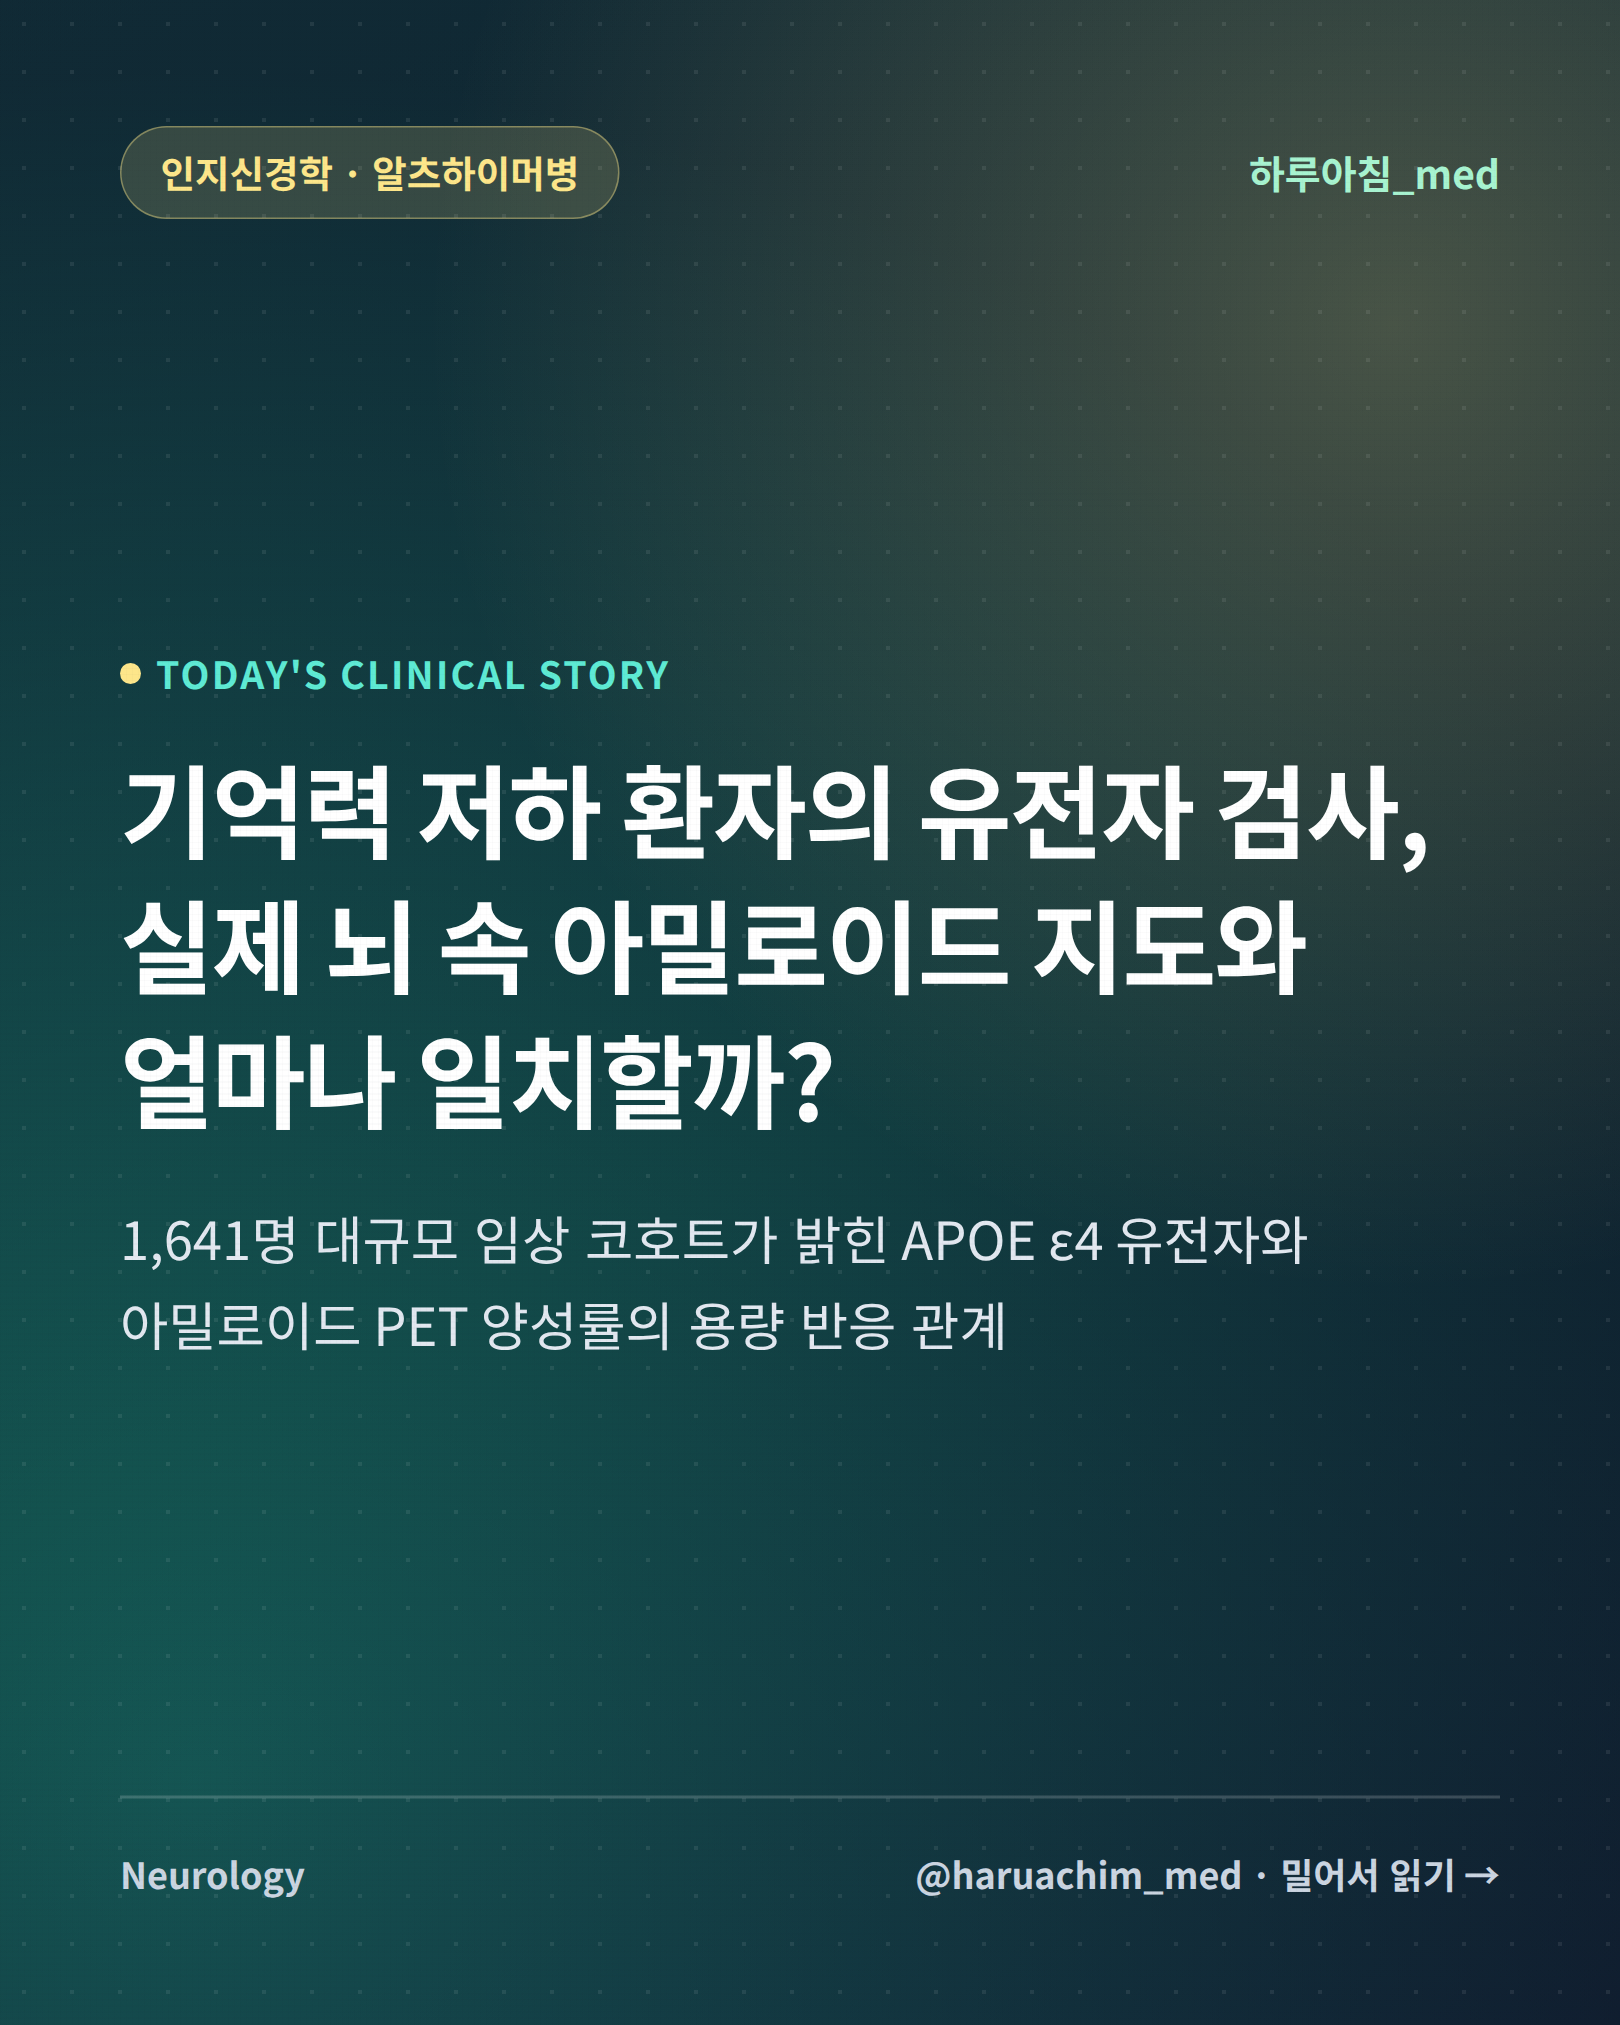 인지신경학 · 알츠하이머병
하루아침_med
TODAY'S CLINICAL STORY
기억력 저하 환자의 유전자 검사,
실제 뇌 속 아밀로이드 지도와
얼마나 일치할까?
1,641명 대규모 임상 코호트가 밝힌 APOE ε4 유전자와
아밀로이드 PET 양성률의 용량 반응 관계
Neurology
@haruachim_med · 밀어서 읽기 →